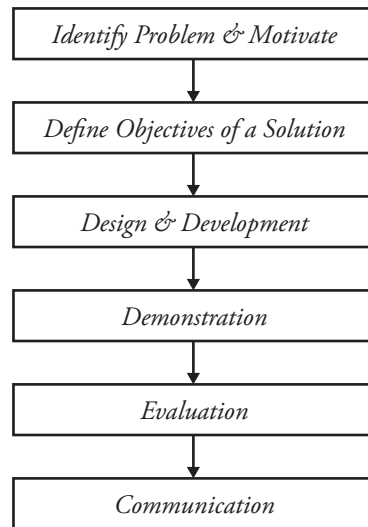 Identify Problem & Motivate
Define Objectives of a Solution
Design & Development
Demonstration
Evaluation
Communication